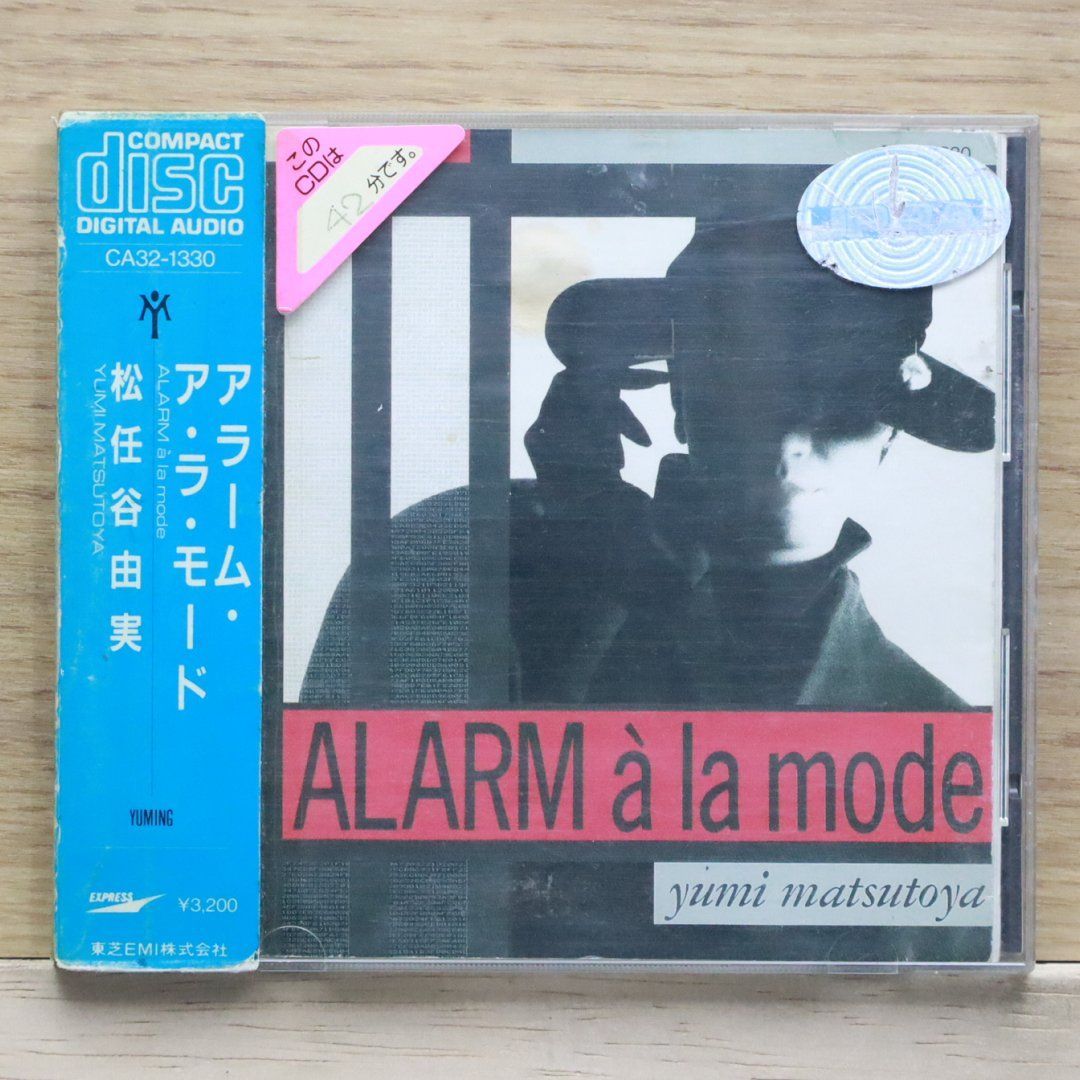 COMPACT
disc
DIGITAL AUDIO
CA32-1330
アラーム・
ア・ラ・モード
ALARM à la mode
松任谷由実
YUMI MATSUTOYA
YUMING
EXPRESS
¥3,200
東芝EMI株式会社
この
CDは
42
分です。
ALARM à la mode
yumi matsutoya